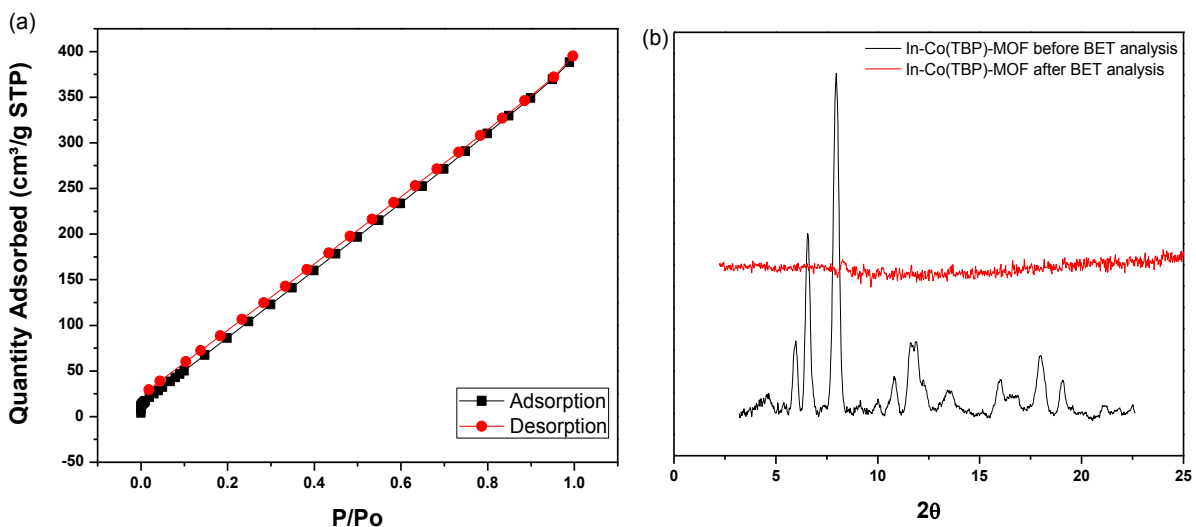 (a)
Quantity Adsorbed (cm³/g STP)
400
350
300
250
200
150
100
50
0
-50
0.0 0.2 0.4 0.6 0.8 1.0
P/Po
Adsorption
Desorption
(b)
In-Co(TBP)-MOF before BET analysis
In-Co(TBP)-MOF after BET analysis
0 5 10 15 20 25
2θ